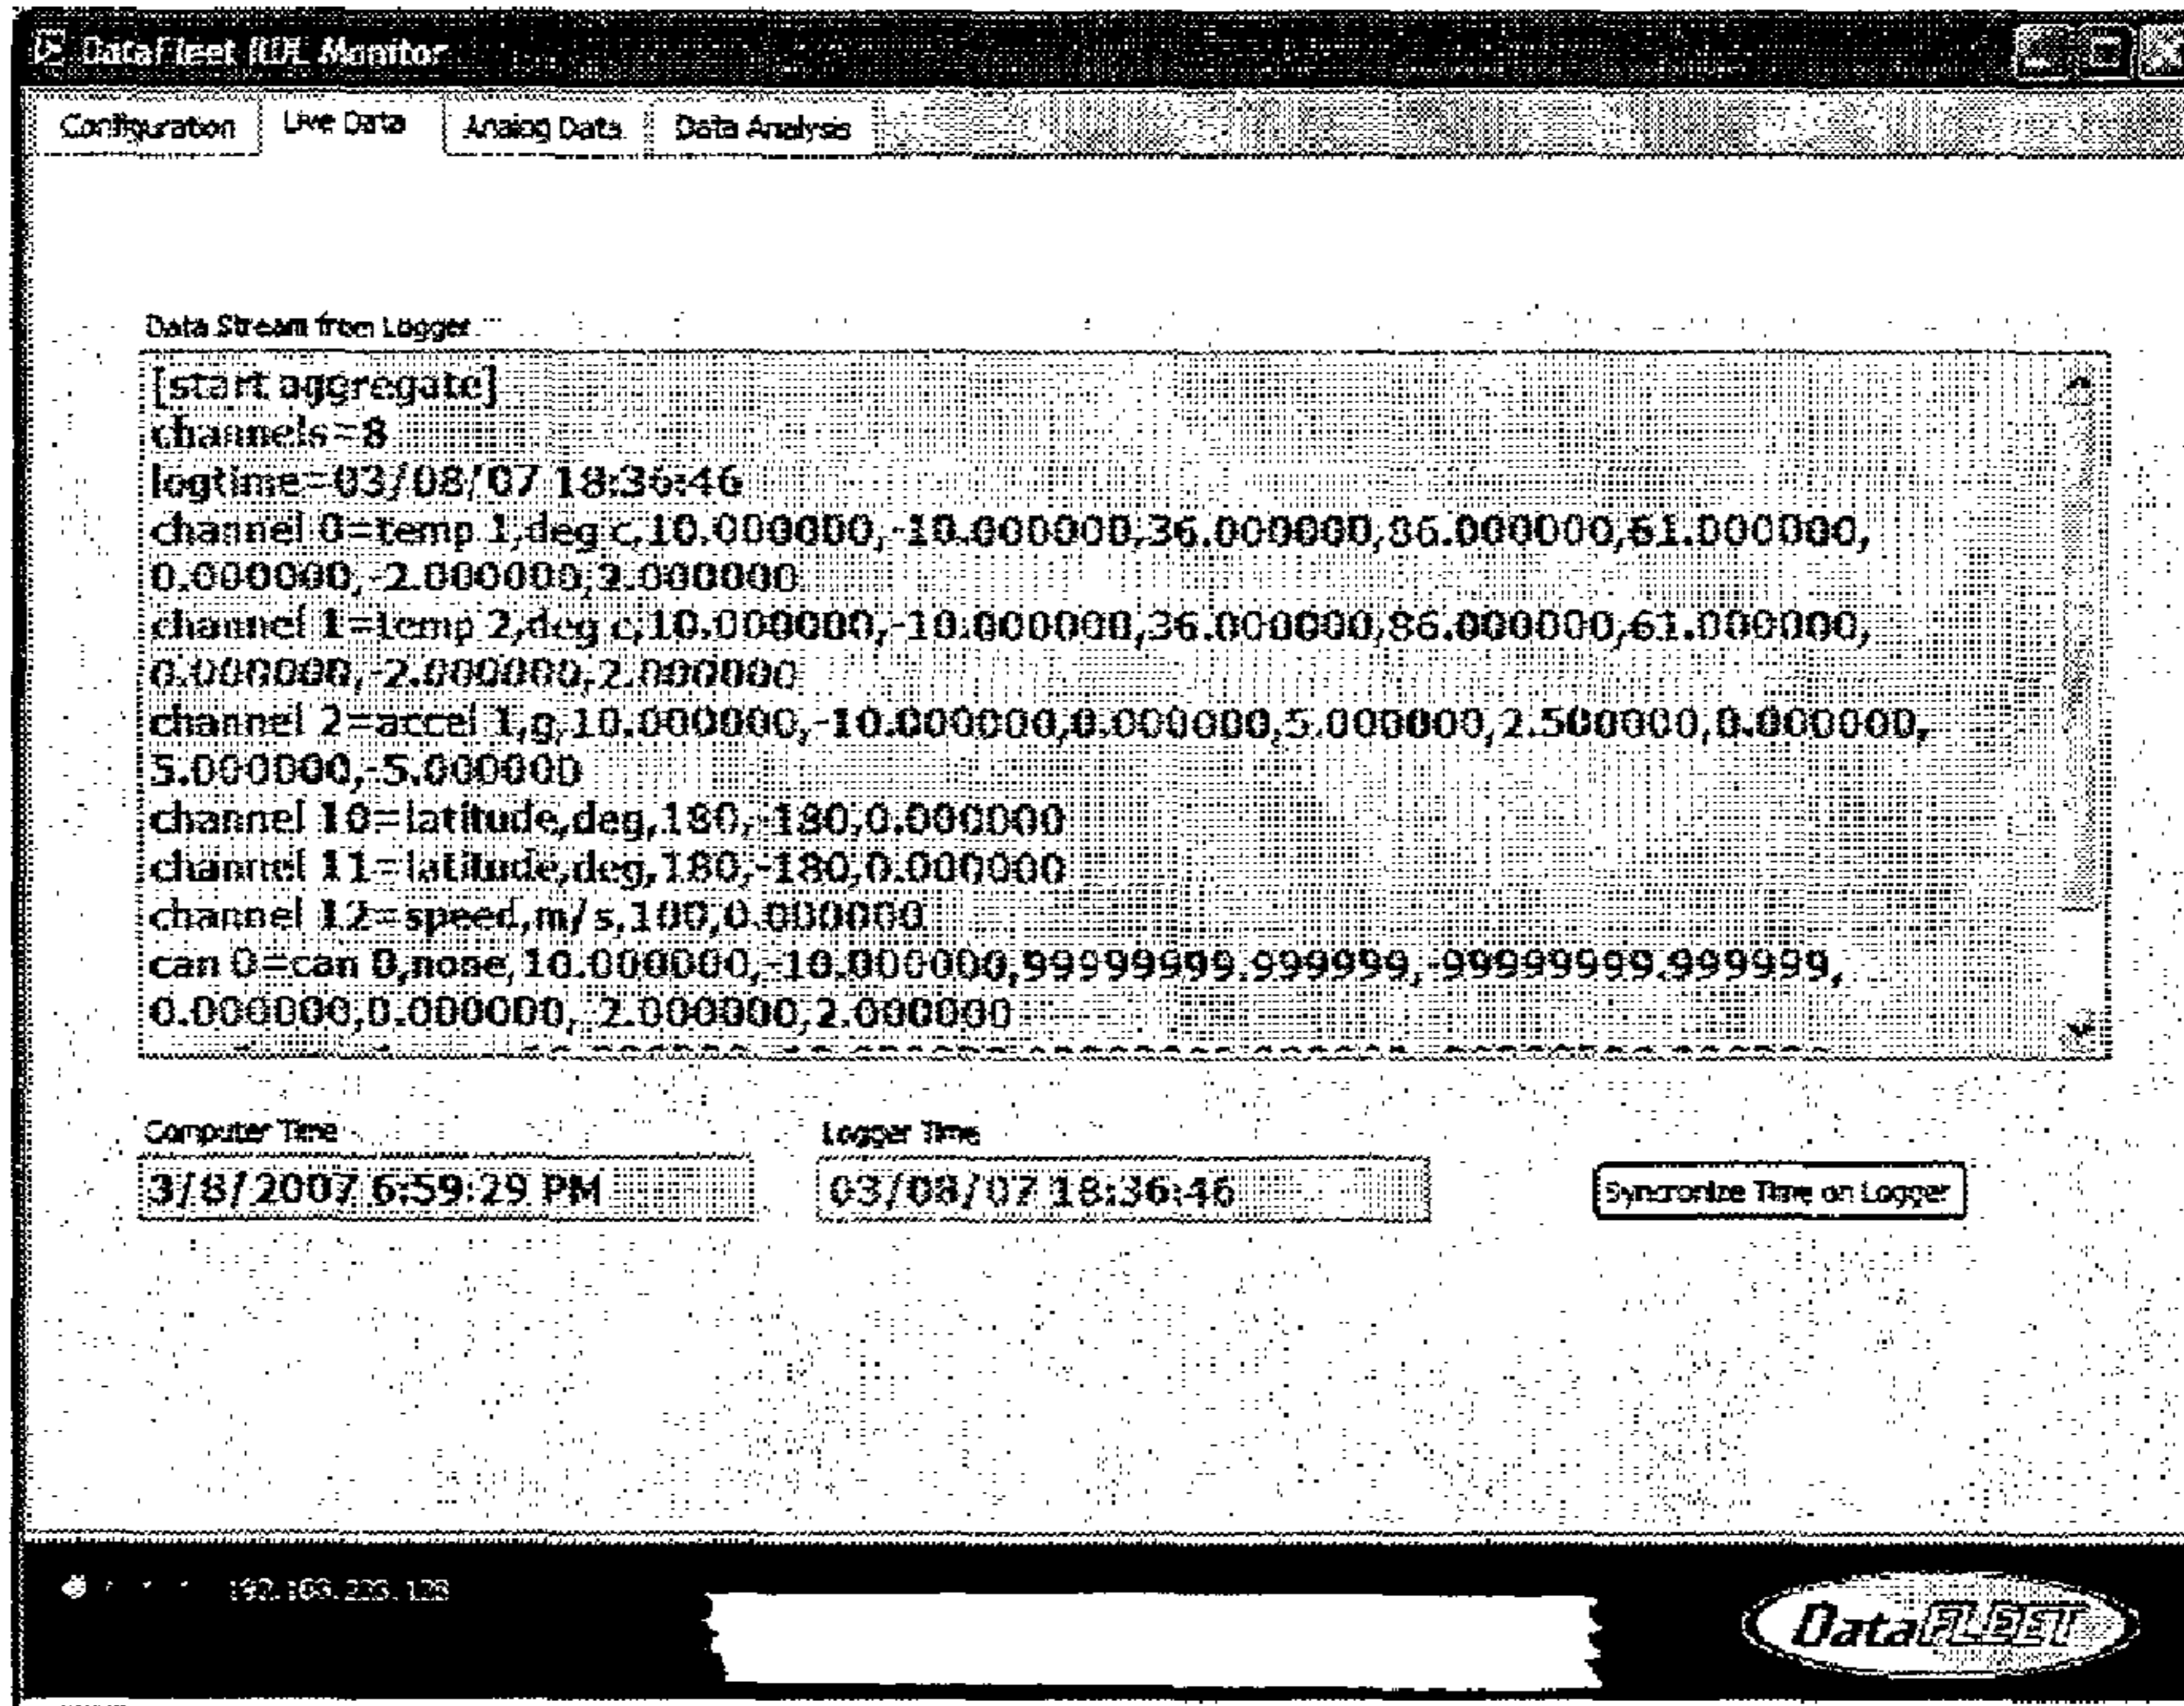 DataFleet Monitor
Configuration Live Data Analog Data Data Analysis
Data Stream from Logger
[start aggregate]
channels=8
logtime=03/08/07 18:36:46
channel 0=temp 1,deg c,10.000000,-10.000000,36.000000,86.000000,61.000000,
0.000000,-2.000000,2.000000
channel 1=temp 2,deg c,10.000000,-10.000000,36.000000,86.000000,61.000000,
0.000000,-2.000000,2.000000
channel 2=accel 1,g,10.000000,-10.000000,0.000000,5.000000,2.500000,0.000000,
5.000000,-5.000000
channel 10=latitude,deg,180,-180,0.000000
channel 11=latitude,deg,180,-180,0.000000
channel 12=speed,m/s,100,0.000000
can 0=can 0,none,10.000000,-10.000000,99999999.999999,-99999999.999999,
0.000000,0.000000,-2.000000,2.000000
Computer Time Logger Time
3/8/2007 6:59:29 PM 03/08/07 18:36:46 Syncronize Time on Logger
DataFLEET